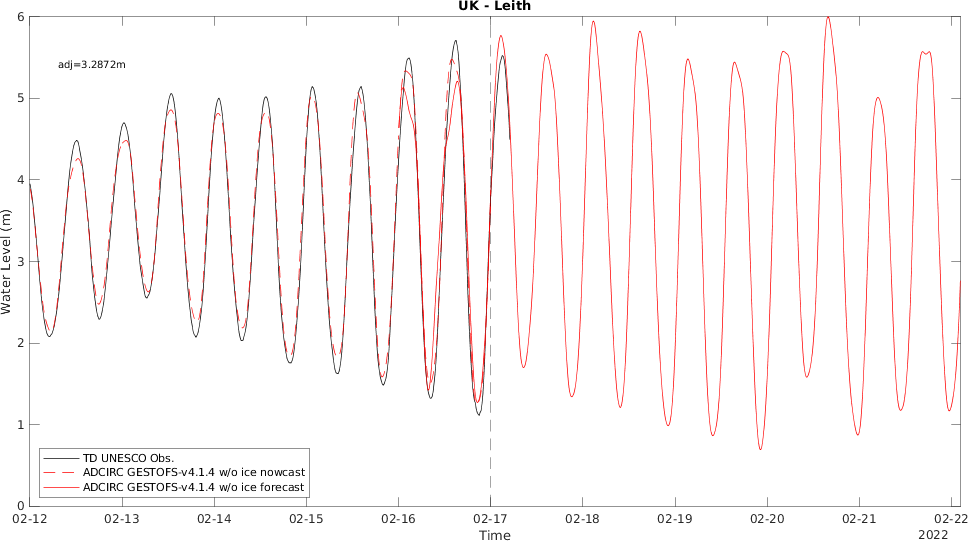 UK - Leith
6
adj=3.2872m
5
4
3
2
1
0
Water Level (m)
TD UNESCO Obs.
ADCIRC GESTOFS-v4.1.4 w/o ice nowcast
ADCIRC GESTOFS-v4.1.4 w/o ice forecast
02-12 02-13 02-14 02-15 02-16 02-17 02-18 02-19 02-20 02-21 02-22
Time
2022